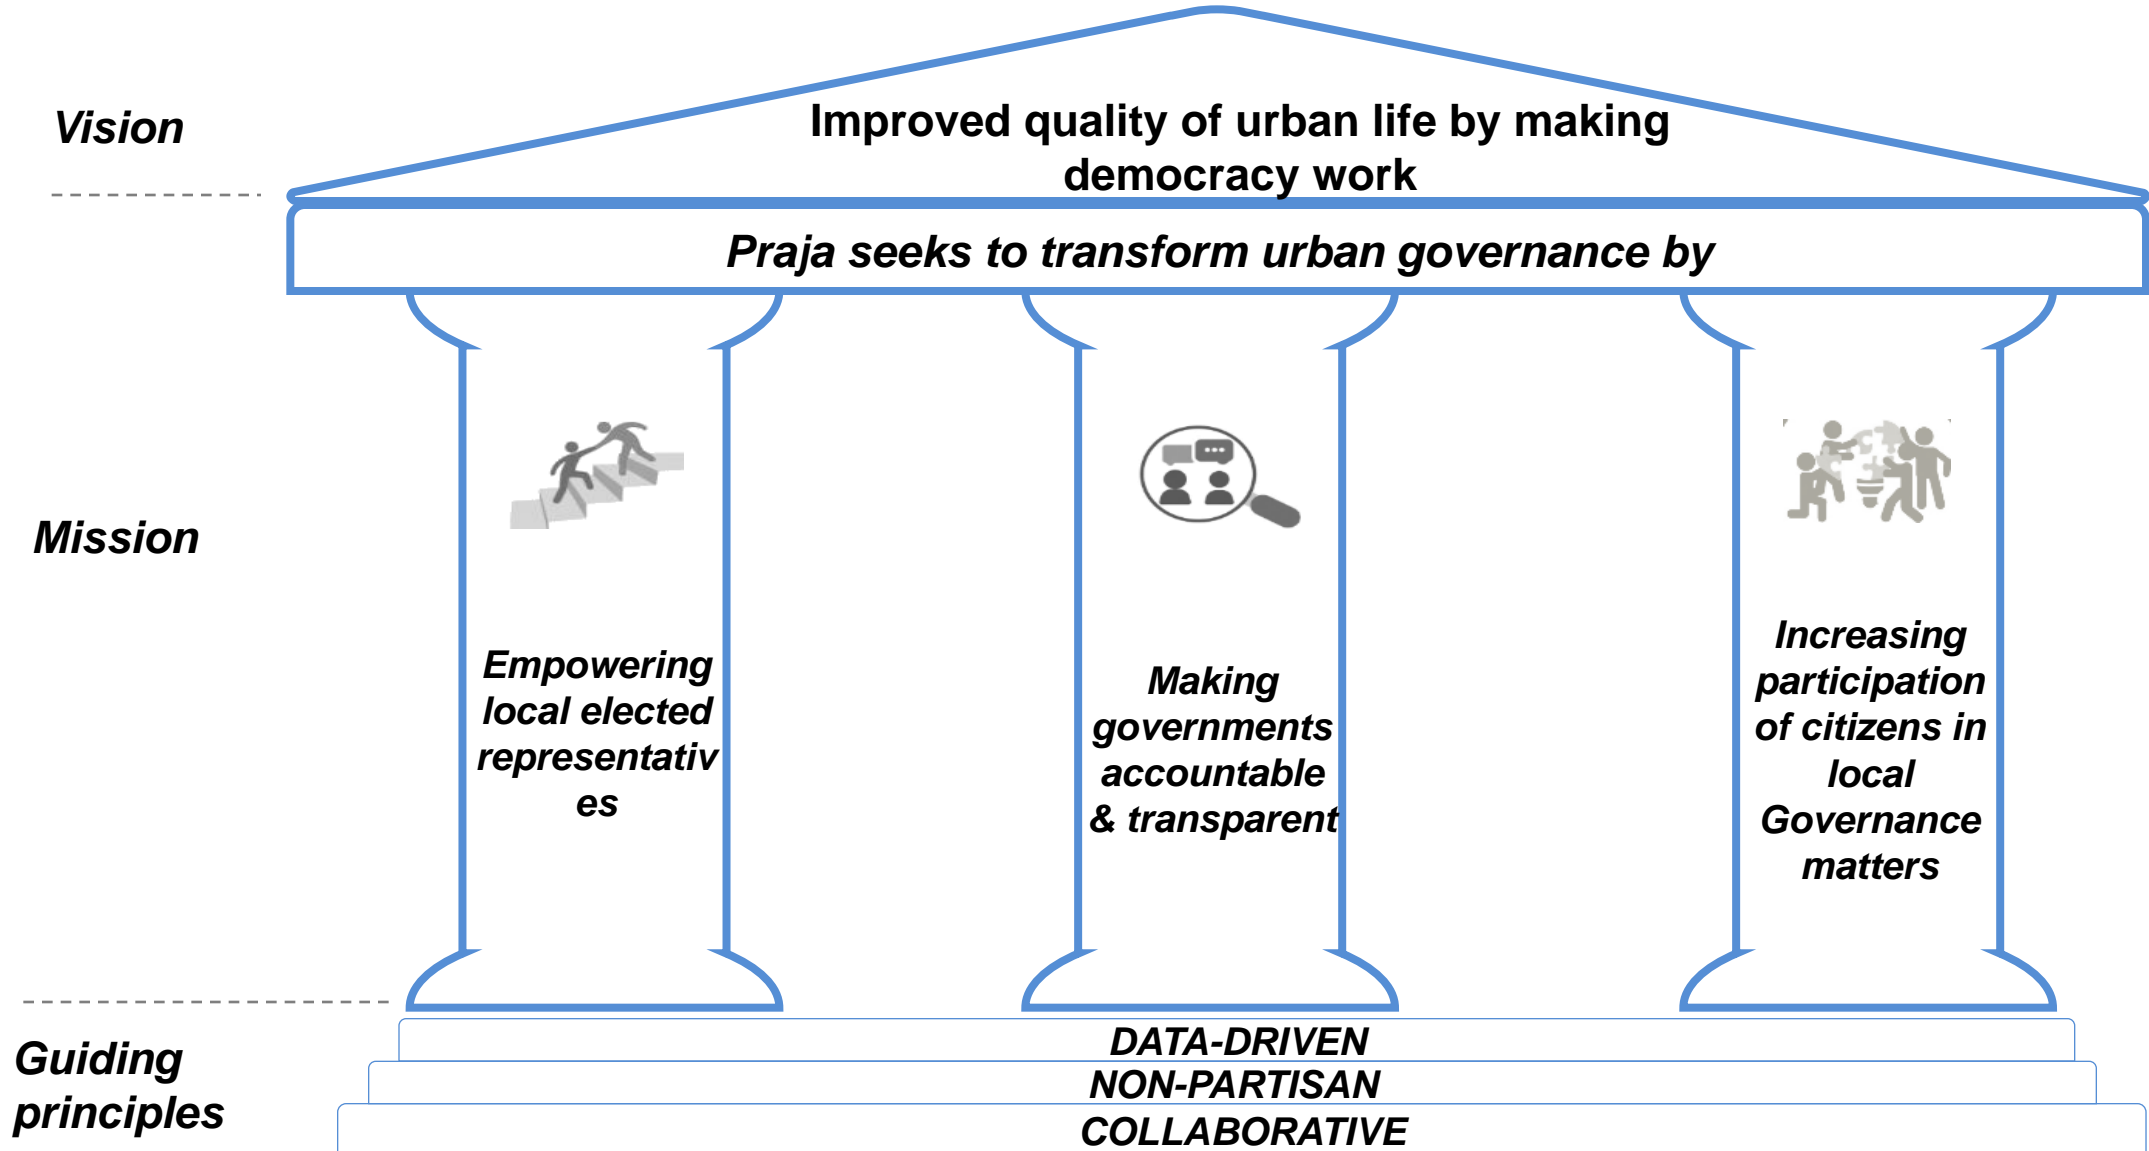 Vision
Improved quality of urban life by making
democracy work
Praja seeks to transform urban governance by
Mission
Empowering
local elected
representativ
es
Making
governments
accountable
& transparent
Increasing
participation
of citizens in
local
Governance
matters
Guiding
principles
DATA-DRIVEN
NON-PARTISAN
COLLABORATIVE